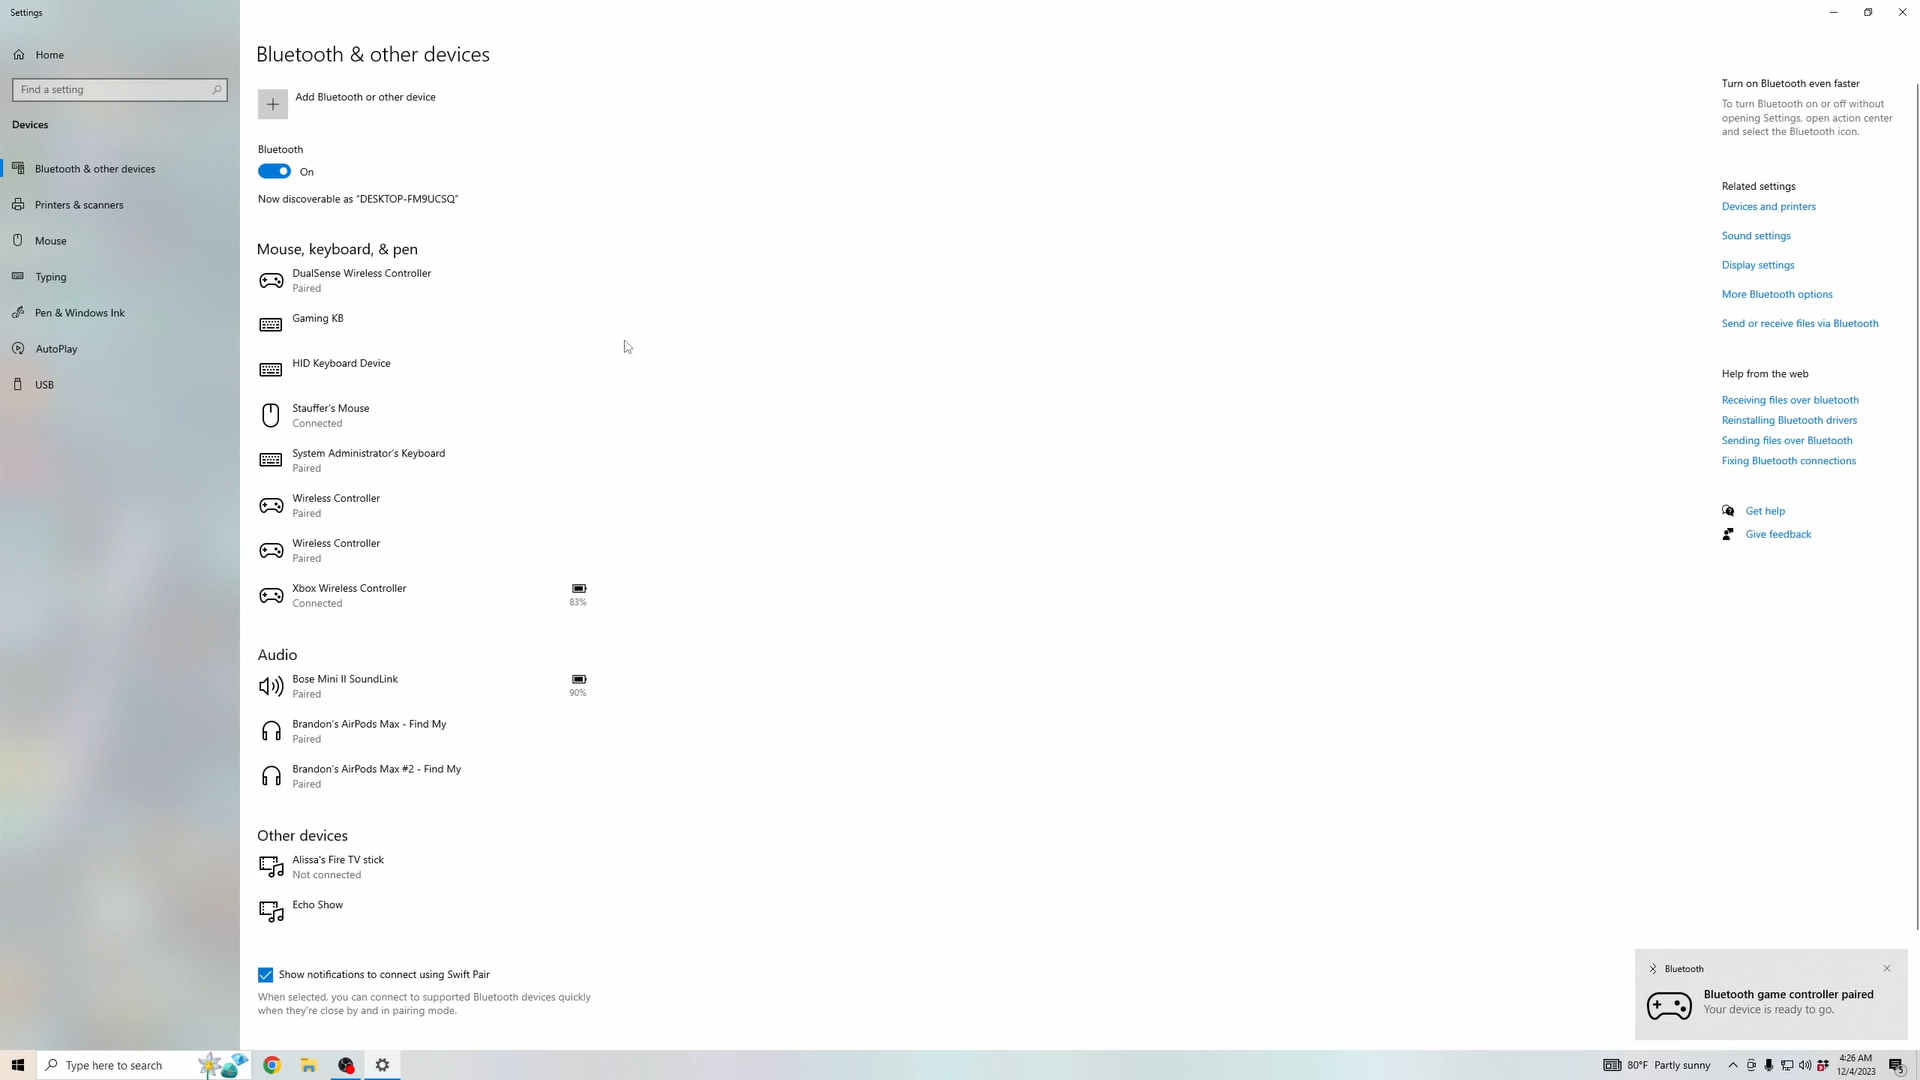 Settings
Home
Find a setting
Devices
Bluetooth & other devices
Printers & scanners
Mouse
Typing
Pen & Windows Ink
AutoPlay
USB
Bluetooth & other devices
Add Bluetooth or other device
Bluetooth
On
Now discoverable as “DESKTOP-FM9UCSQ”
Mouse, keyboard, & pen
DualSense Wireless Controller
Paired
Gaming KB
HID Keyboard Device
Stauffer's Mouse
Connected
System Administrator's Keyboard
Paired
Wireless Controller
Paired
Wireless Controller
Paired
Xbox Wireless Controller
Connected
83%
Audio
Bose Mini II SoundLink
Paired
90%
Brandon's AirPods Max - Find My
Paired
Brandon's AirPods Max #2 - Find My
Paired
Other devices
Alissa's Fire TV stick
Not connected
Echo Show
Show notifications to connect using Swift Pair
When selected, you can connect to supported Bluetooth devices quickly
when they're close by and in pairing mode.
Turn on Bluetooth even faster
To turn Bluetooth on or off without
opening Settings, open action center
and select the Bluetooth icon.
Related settings
Devices and printers
Sound settings
Display settings
More Bluetooth options
Send or receive files via Bluetooth
Help from the web
Receiving files over bluetooth
Reinstalling Bluetooth drivers
Sending files over Bluetooth
Fixing Bluetooth connections
Get help
Give feedback
Bluetooth
Bluetooth game controller paired
Your device is ready to go.
Type here to search
80°F Partly sunny
4:26 AM
12/4/2023
5